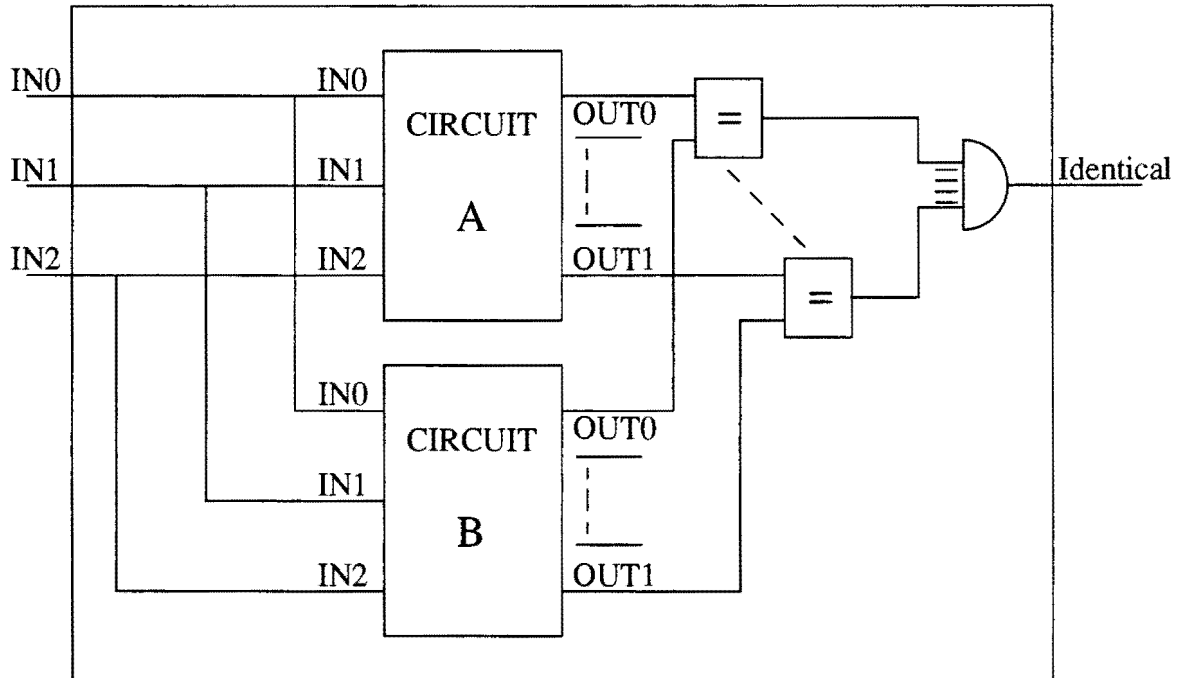 IN0 IN0
CIRCUIT
OUT0
=
IN1 IN1
A
Identical
IN2 IN2
OUT1
=
IN0
CIRCUIT
OUT0
IN1
B
IN2
OUT1